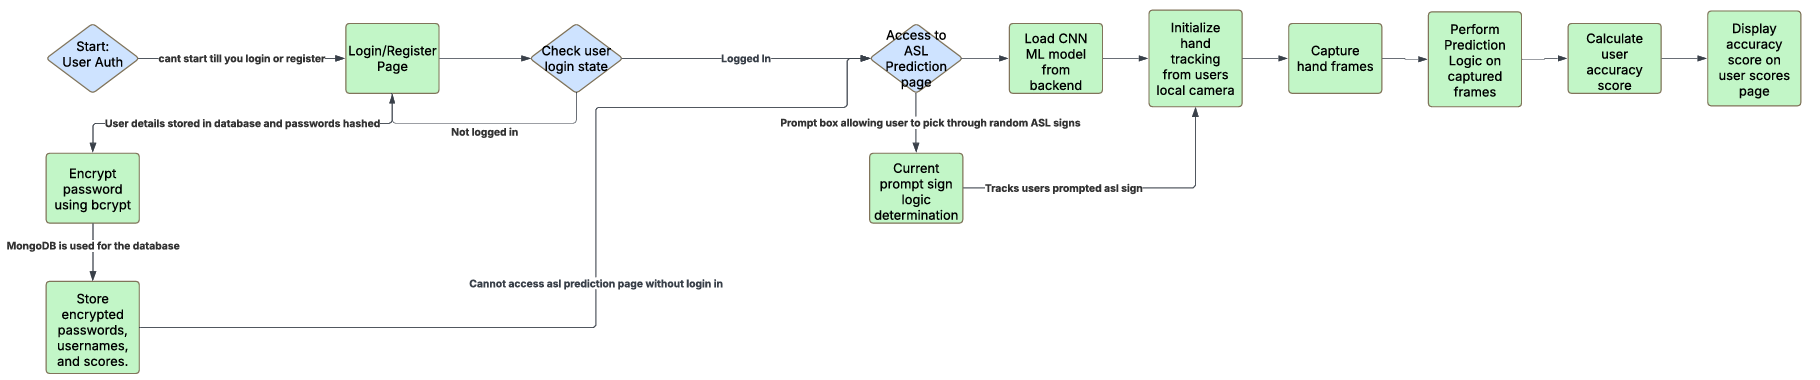 Start:
User Auth
cant start till you login or register
Login/Register
Page
Check user
login state
Logged In
Access to
ASL
Prediction
page
Load CNN
ML model
from
backend
Initialize
hand
tracking
from users
local camera
Capture
hand frames
Perform
Prediction
Logic on
captured
frames
Calculate
user
accuracy
score
Display
accuracy
score on
user scores
page
User details stored in database and passwords hashed
Not logged in
Prompt box allowing user to pick through random ASL signs
Encrypt
password
using bcrypt
Current
prompt sign
logic
determination
Tracks users prompted asl sign
MongoDB is used for the database
Cannot access asl prediction page without login in
Store
encrypted
passwords,
usernames,
and scores.